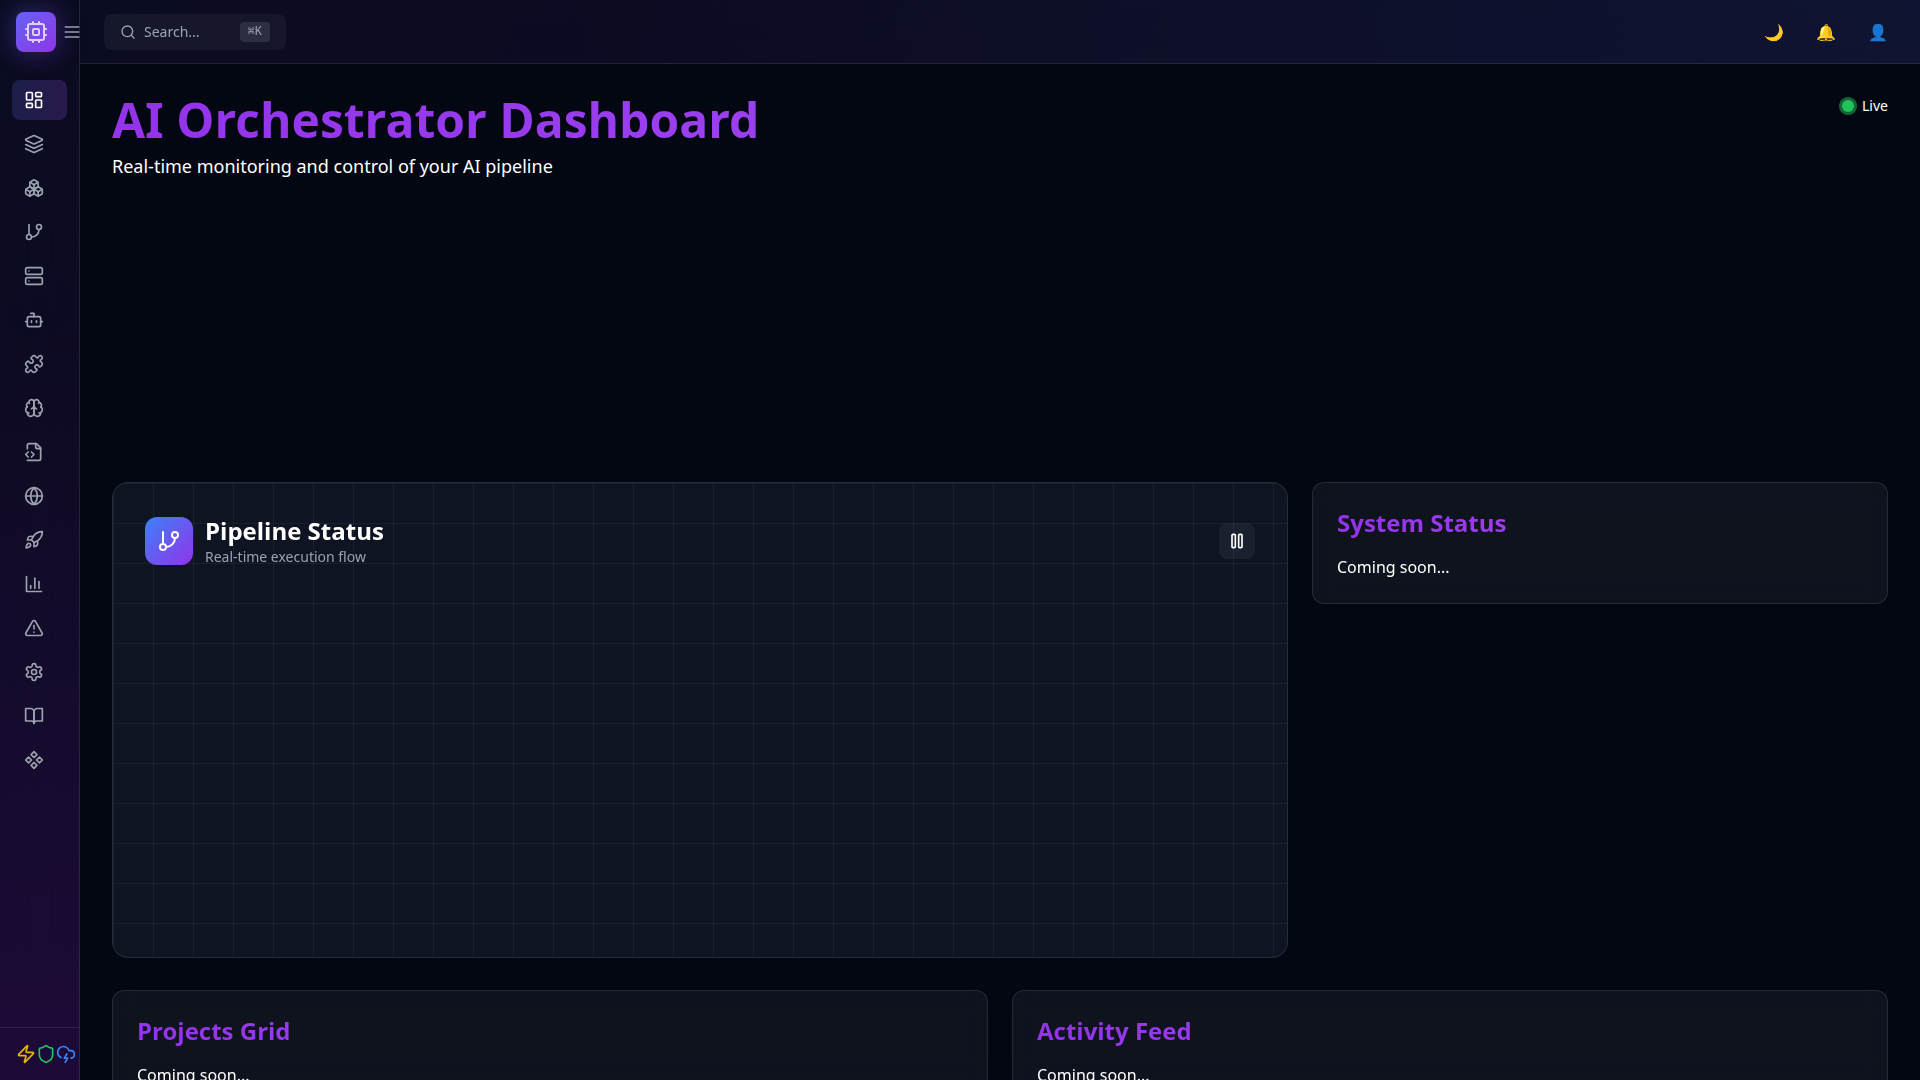 Search...
⌘K
AI Orchestrator Dashboard
Live
Real-time monitoring and control of your AI pipeline
Pipeline Status
Real-time execution flow
System Status
Coming soon...
Projects Grid
Coming soon...
Activity Feed
Coming soon...